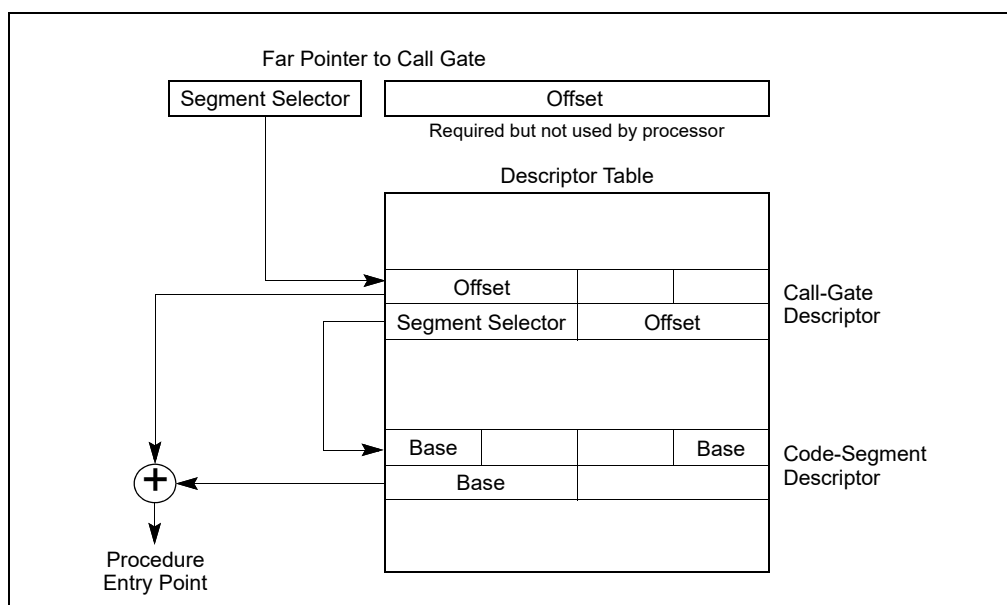 Far Pointer to Call Gate
Segment Selector
Offset
Required but not used by processor
Descriptor Table
Offset
Call-Gate
Descriptor
Segment Selector
Offset
Base
Base
Code-Segment
Descriptor
Base
+
Procedure
Entry Point